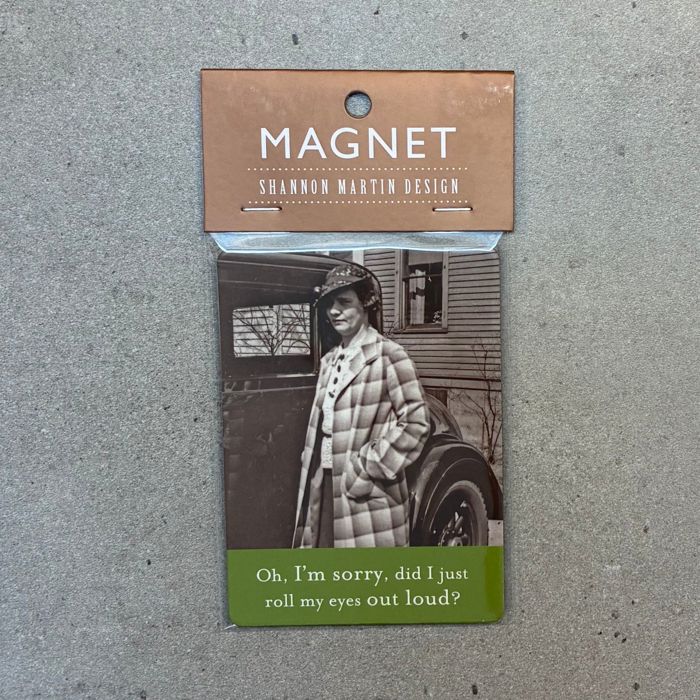 MAGNET
SHANNON MARTIN DESIGN
Oh, I'm sorry, did I just
roll my eyes out loud?